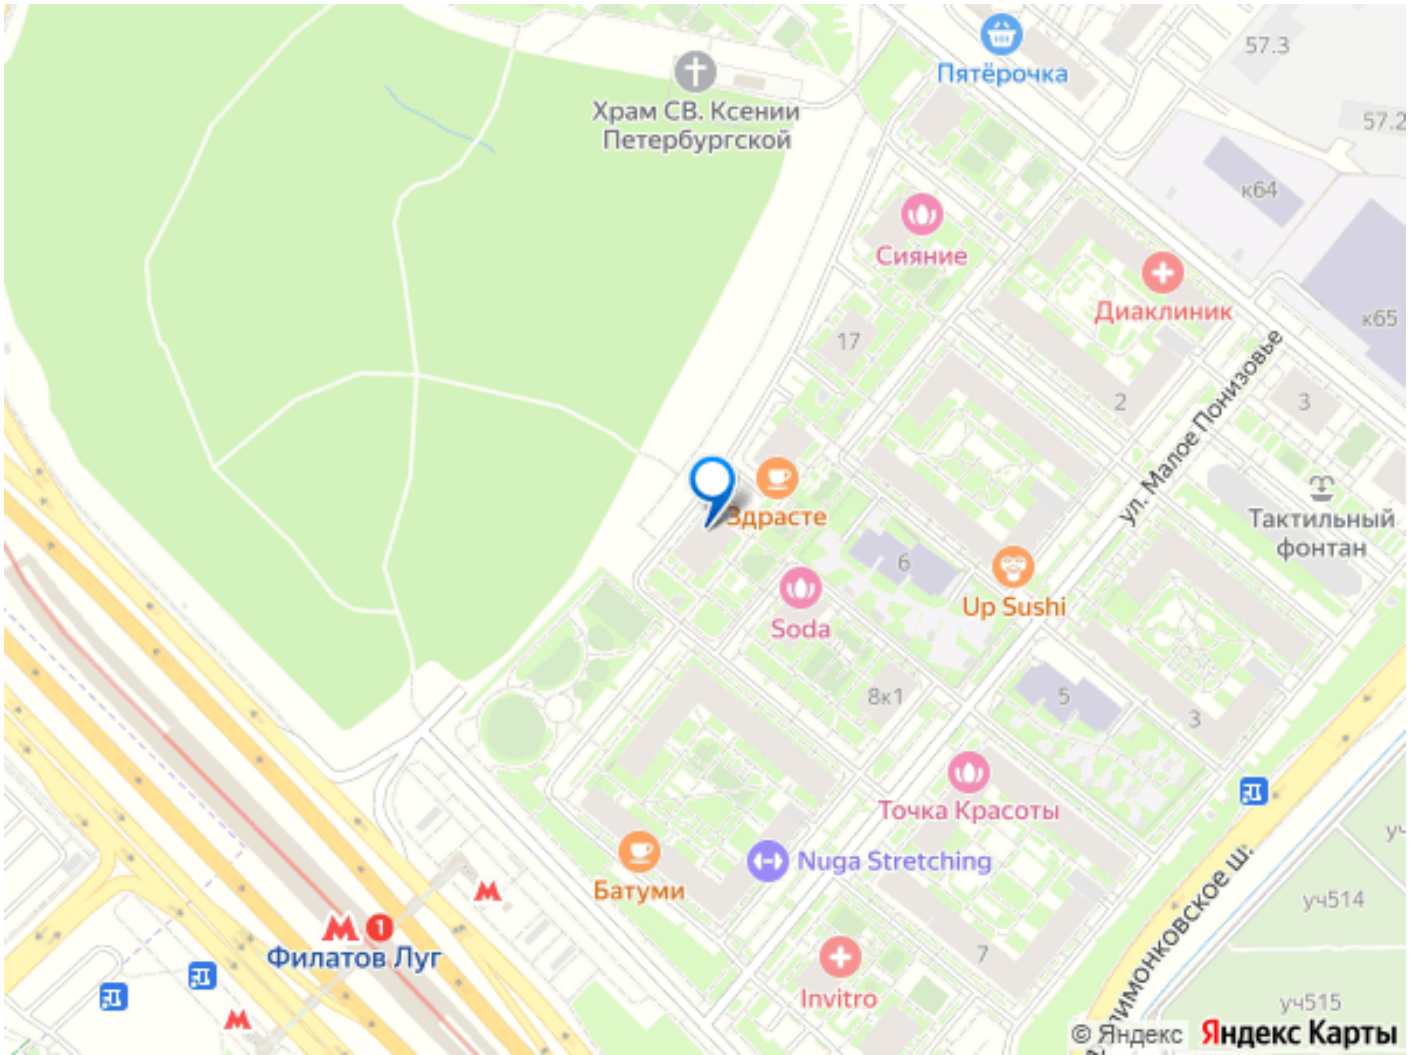 57.3
Пятёрочка
Храм СВ. Ксении
Петербургской
57.2
к64
Сияние
Диаклиник
к65
17
2
3
ул. Малое Понизовье
Здрасте
Тактильный
фонтан
6
Up Sushi
Soda
8к1
5
3
Точка Красоты
Nuga Stretching
Батуми
уч
уч514
М
М 1
Филатов Луг
7
Invitro
лимонковское ш.
уч515
М
© Яндекс Яндекс Карты